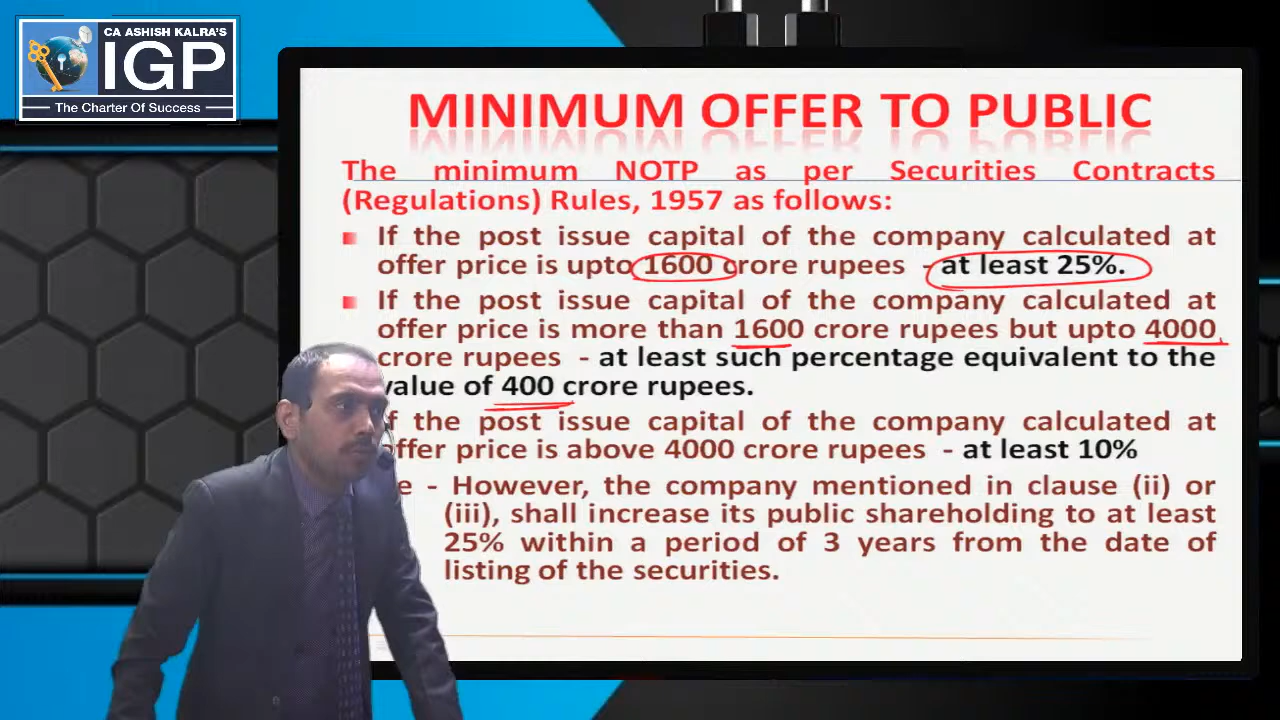 CA ASHISH KALRA'S
IGP
The Charter Of Success
MINIMUM OFFER TO PUBLIC
The minimum NOTP as per Securities Contracts
(Regulations) Rules, 1957 as follows:
If the post issue capital of the company calculated at
offer price is upto 1600 crore rupees - at least 25%.
If the post issue capital of the company calculated at
offer price is more than 1600 crore rupees but upto 4000
crore rupees - at least such percentage equivalent to the
value of 400 crore rupees.
If the post issue capital of the company calculated at
offer price is above 4000 crore rupees - at least 10%
- However, the company mentioned in clause (ii) or
(iii), shall increase its public shareholding to at least
25% within a period of 3 years from the date of
listing of the securities.